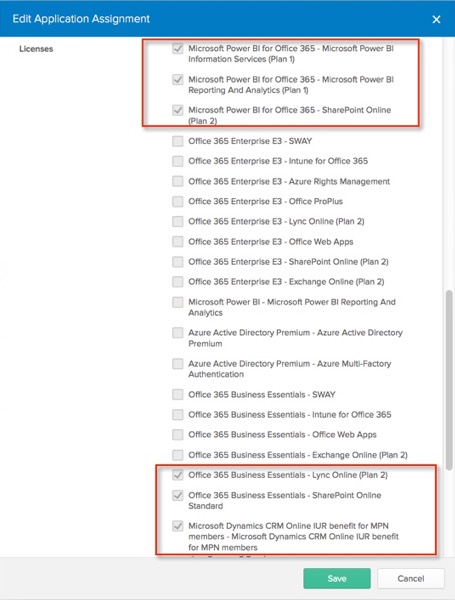 Edit Application Assignment
Licenses
Microsoft Power BI for Office 365 - Microsoft Power BI
Information Services (Plan 1)
Microsoft Power BI for Office 365 - Microsoft Power BI
Reporting And Analytics (Plan 1)
Microsoft Power BI for Office 365 - SharePoint Online
(Plan 2)
Office 365 Enterprise E3 - SWAY
Office 365 Enterprise E3 - Intune for Office 365
Office 365 Enterprise E3 - Azure Rights Management
Office 365 Enterprise E3 - Office ProPlus
Office 365 Enterprise E3 - Lync Online (Plan 2)
Office 365 Enterprise E3 - Office Web Apps
Office 365 Enterprise E3 - SharePoint Online (Plan 2)
Office 365 Enterprise E3 - Exchange Online (Plan 2)
Microsoft Power BI - Microsoft Power BI Reporting And
Analytics
Azure Active Directory Premium - Azure Active Directory
Premium
Azure Active Directory Premium - Azure Multi-Factory
Authentication
Office 365 Business Essentials - SWAY
Office 365 Business Essentials - Intune for Office 365
Office 365 Business Essentials - Office Web Apps
Office 365 Business Essentials - Exchange Online (Plan 2)
Office 365 Business Essentials - Lync Online (Plan 2)
Office 365 Business Essentials - SharePoint Online
Standard
Microsoft Dynamics CRM Online IUR benefit for MPN
members - Microsoft Dynamics CRM Online IUR benefit
for MPN members
Save
Cancel